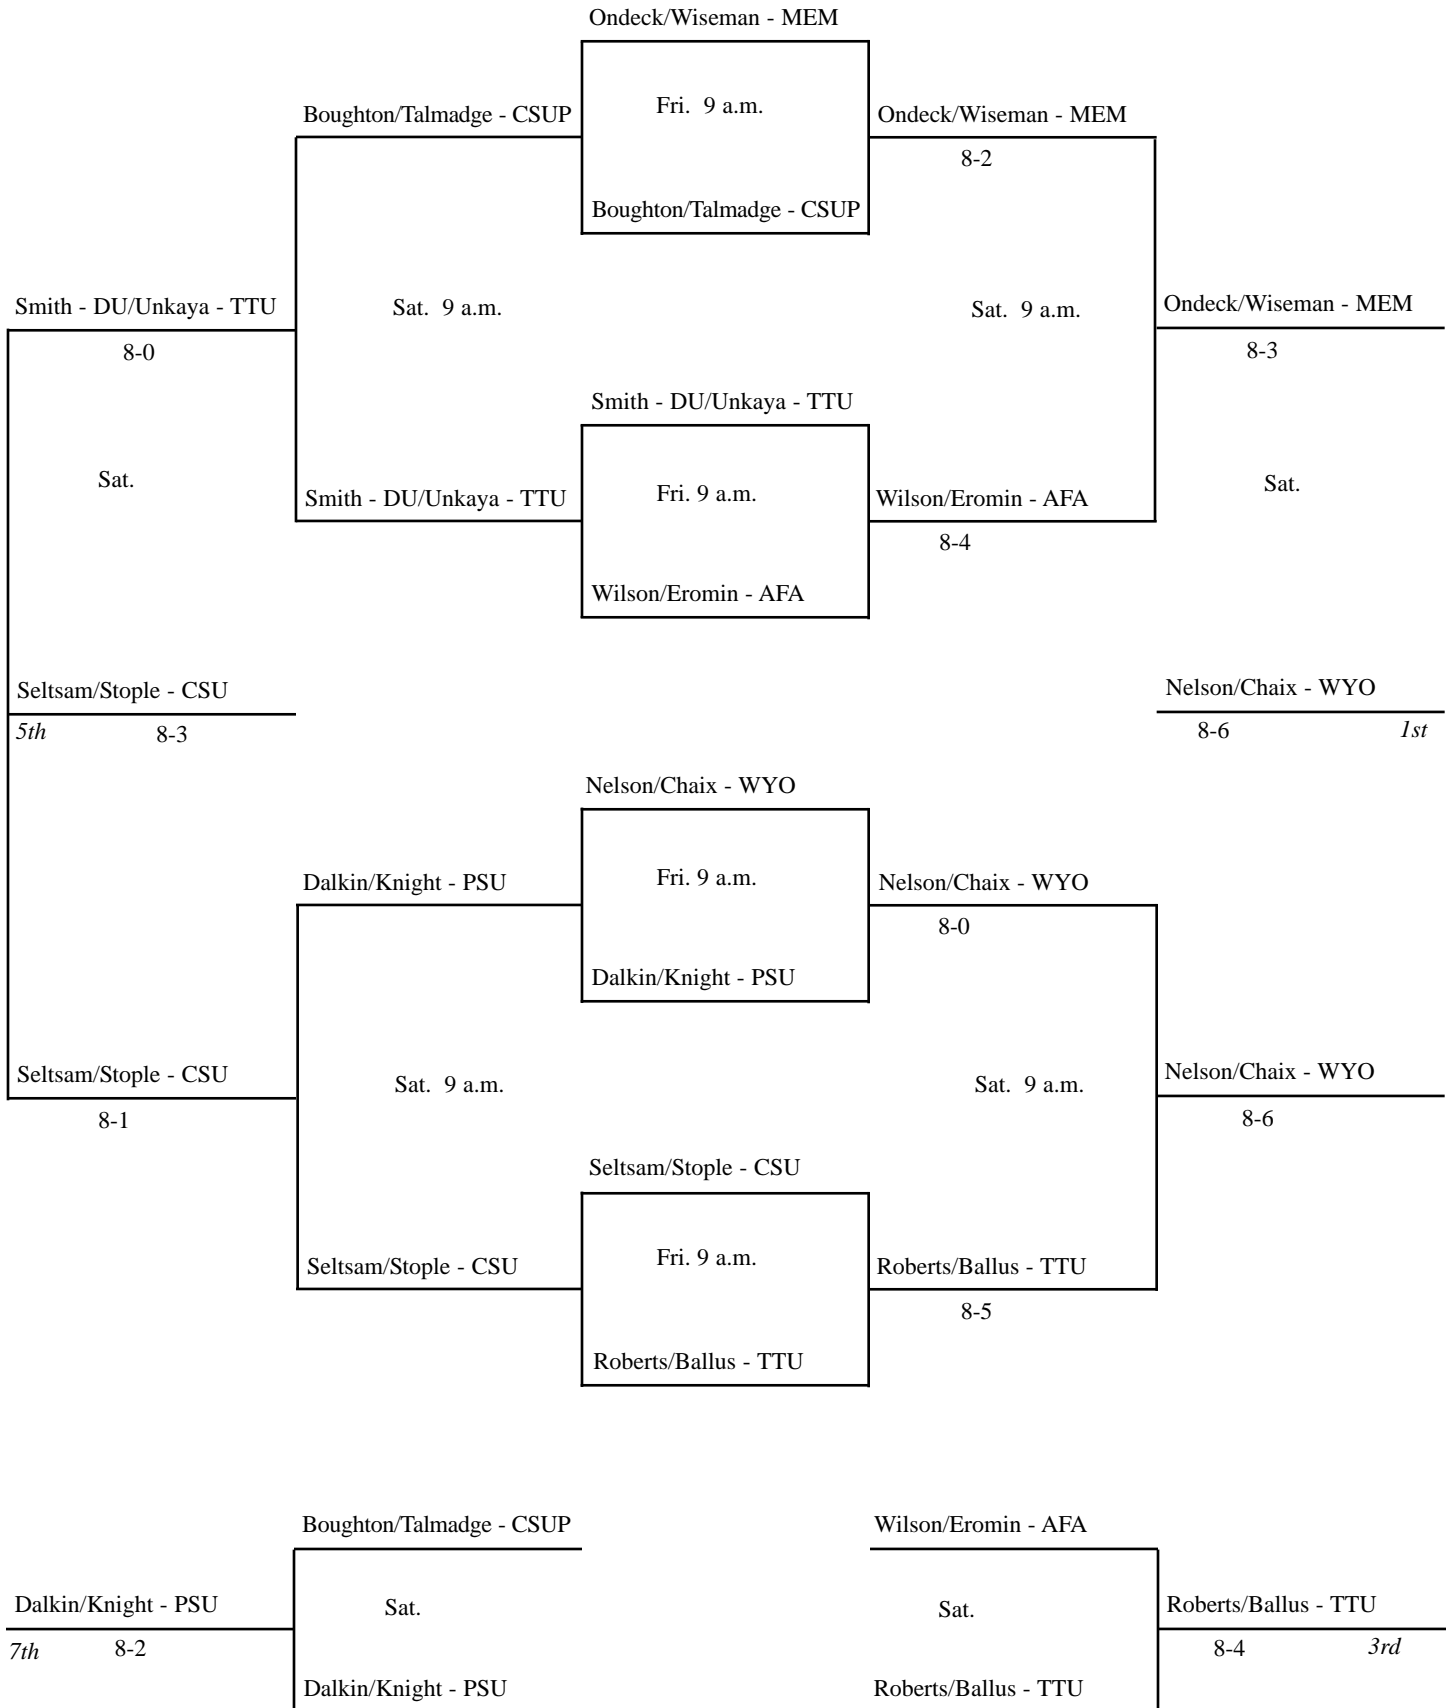 Ondeck/Wiseman - MEM
Fri.  9 a.m.
Boughton/Talmadge - CSUP
Ondeck/Wiseman - MEM
8-2
Boughton/Talmadge - CSUP
Smith - DU/Unkaya - TTU
8-0
Sat.  9 a.m.
Sat.  9 a.m.
Ondeck/Wiseman - MEM
8-3
Smith - DU/Unkaya - TTU
Sat.
Smith - DU/Unkaya - TTU
Fri. 9 a.m.
Wilson/Eromin - AFA
8-4
Sat.
Wilson/Eromin - AFA
Seltsam/Stople - CSU
5th 8-3
Nelson/Chaix - WYO
8-6 1st
Nelson/Chaix - WYO
Dalkin/Knight - PSU
Fri. 9 a.m.
Nelson/Chaix - WYO
8-0
Dalkin/Knight - PSU
Seltsam/Stople - CSU
8-1
Sat.  9 a.m.
Sat.  9 a.m.
Nelson/Chaix - WYO
8-6
Seltsam/Stople - CSU
Seltsam/Stople - CSU
Fri. 9 a.m.
Roberts/Ballus - TTU
8-5
Roberts/Ballus - TTU
Boughton/Talmadge - CSUP
Wilson/Eromin - AFA
Dalkin/Knight - PSU
7th 8-2
Sat.
Sat.
Roberts/Ballus - TTU
8-4 3rd
Dalkin/Knight - PSU
Roberts/Ballus - TTU